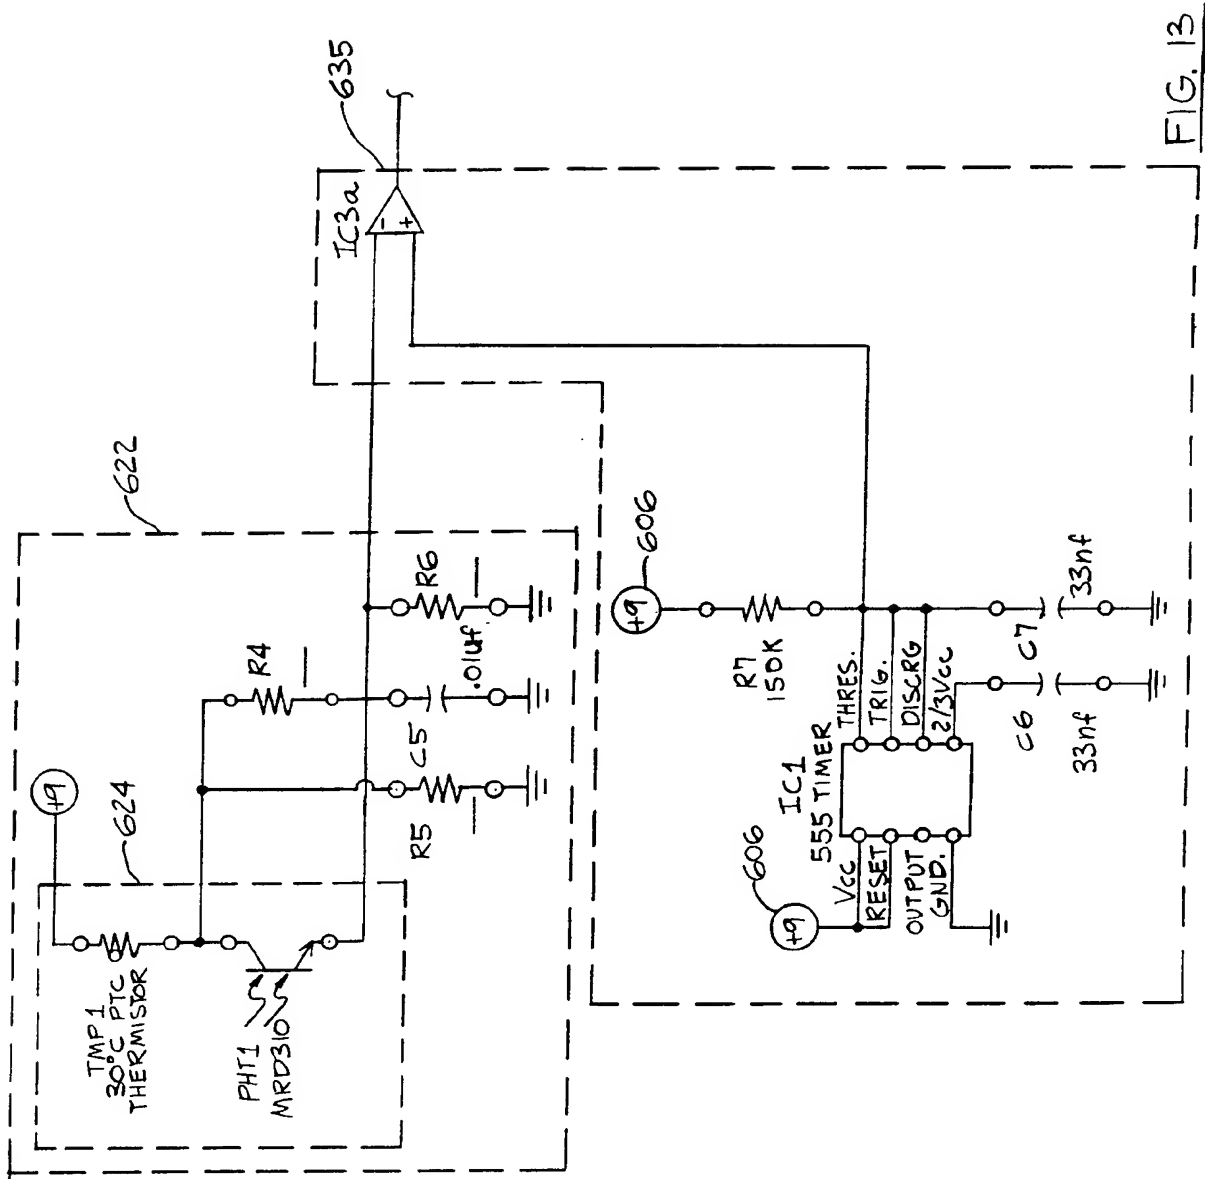 FIG. 13
635
IC3a
-
+
622
+9
624
R4
R6
.01uf
C5
R5
TMP1
30°C PTC
THERMISTOR
PHT1
MRD310
606
+9
R7
150K
THRES.
TRIG.
DISCRG
2/3Vcc
C7
33nf
C6
33nf
IC1
555 TIMER
606
+9
Vcc
RESET
OUTPUT
GND.